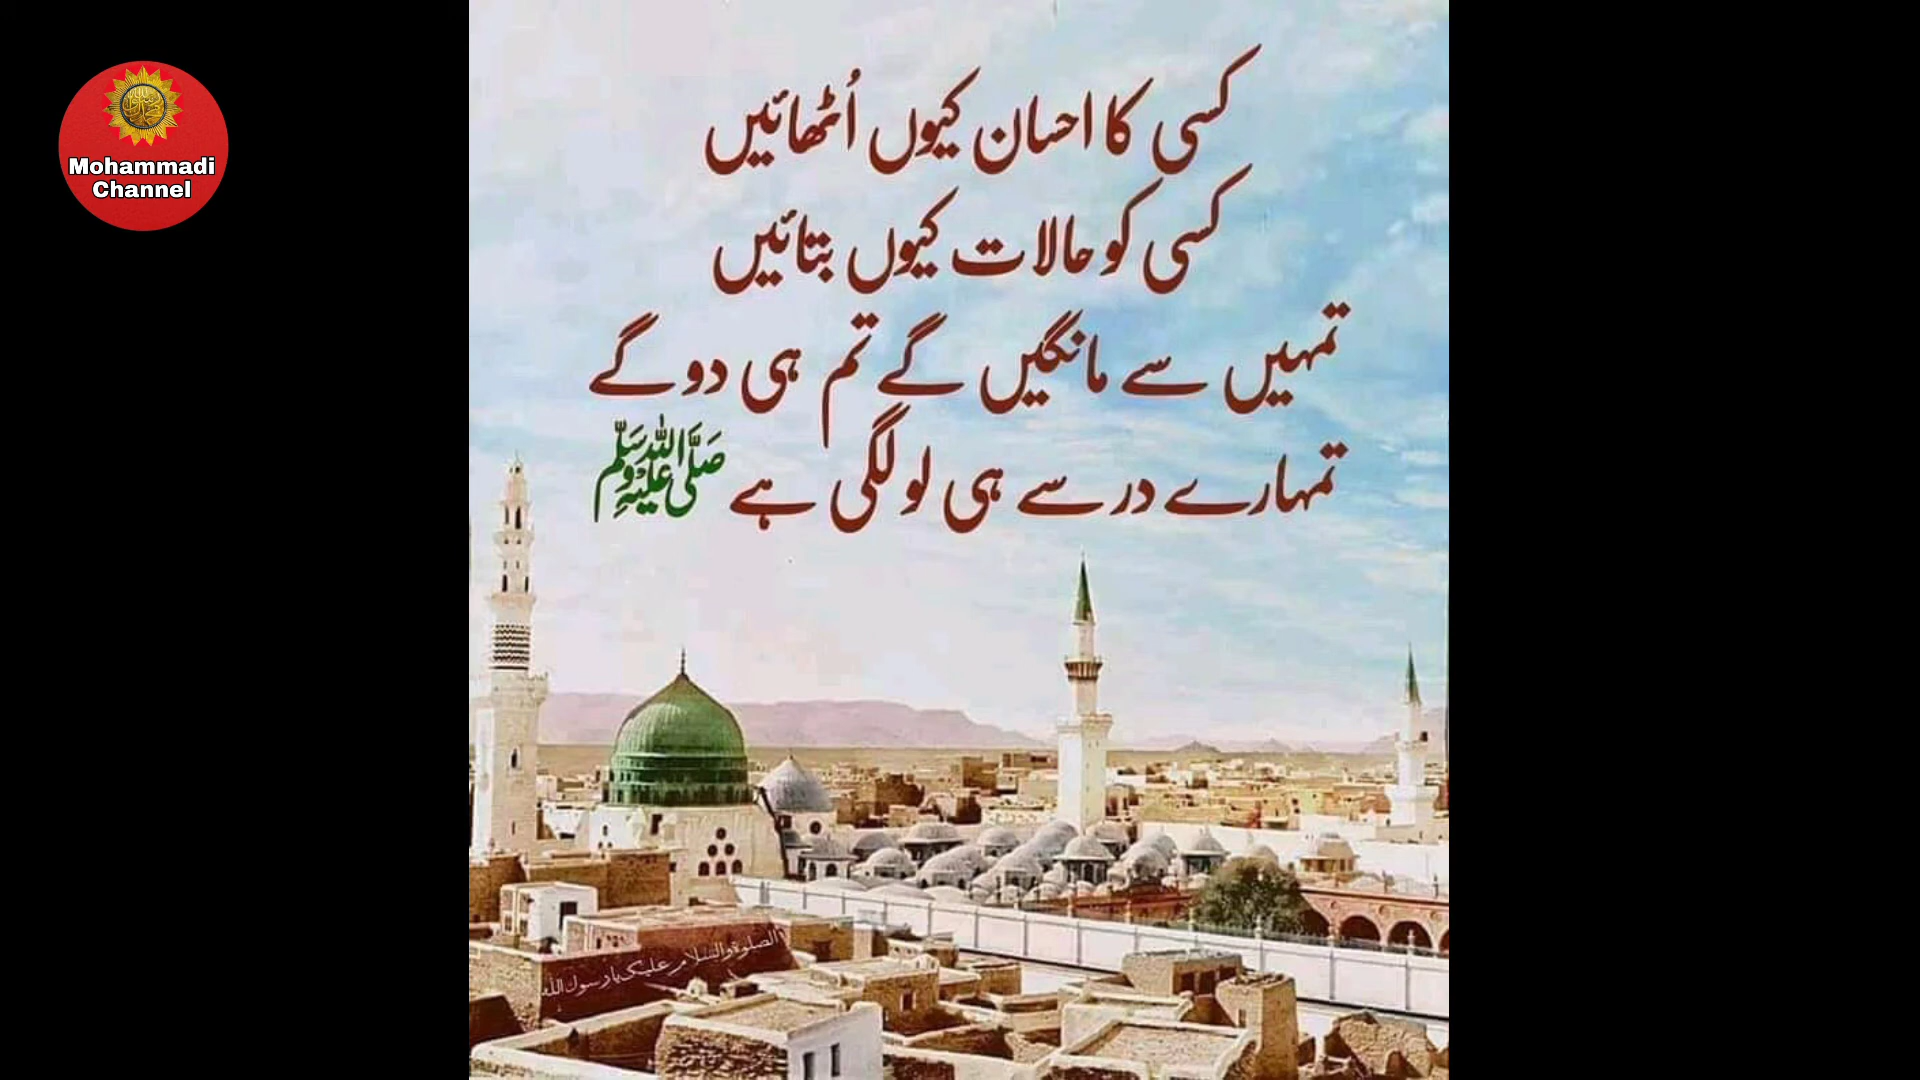 Mohammadi
Channel
کسی کا احسان کیوں اُٹھائیں
کسی کو حالات کیوں بتائیں
تمہیں سے مانگیں گے تم ہی دو گے
تمہارے در سے ہی لو لگی ہے صَلَّى اللهُ عَلَيْهِ وَسَلَّم
الصلوۃ والسلام علیک یا رسول اللہ